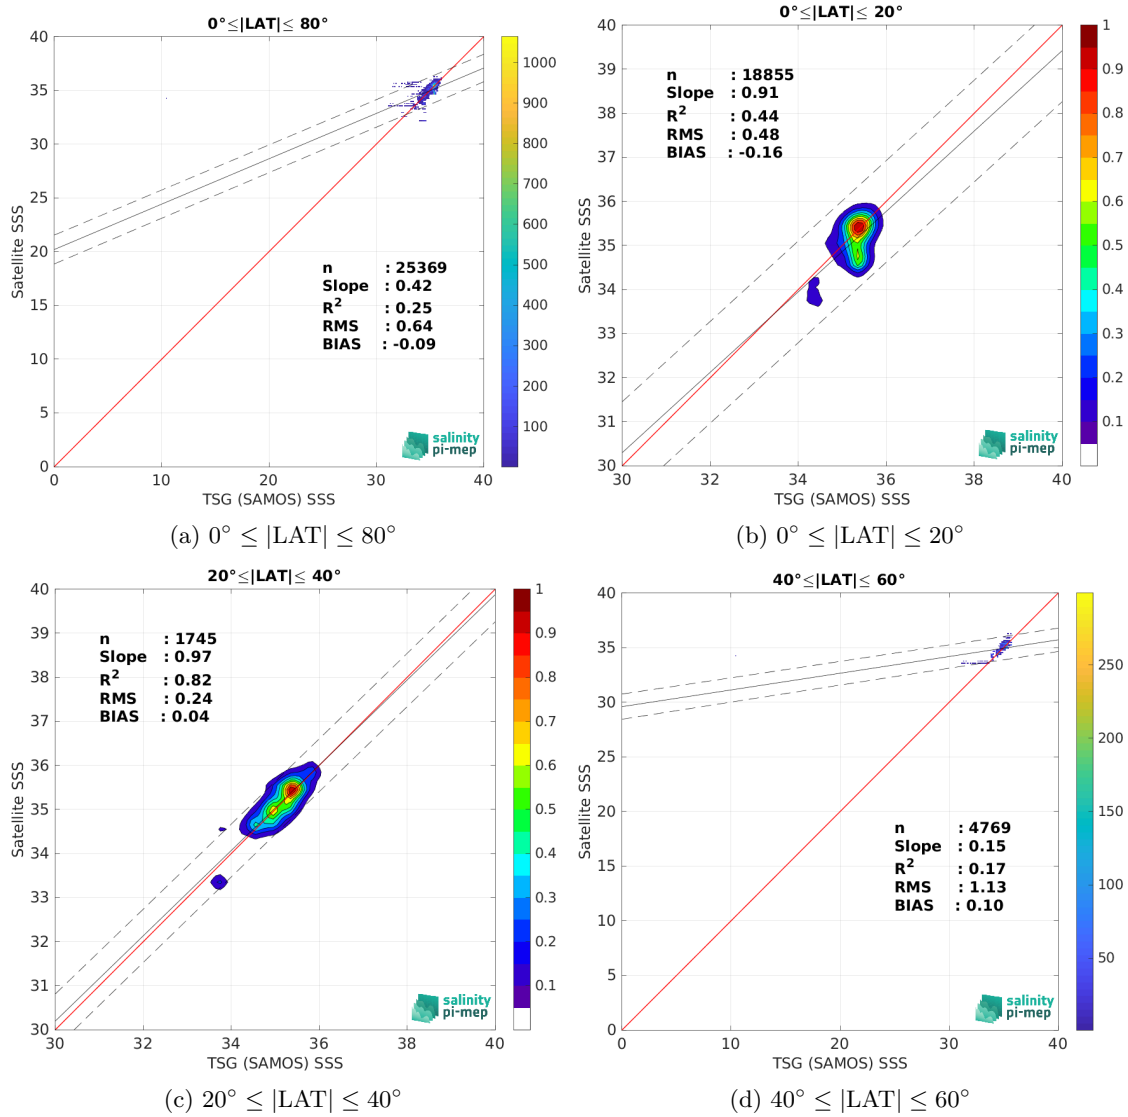 0°≤|LAT|≤ 80°
Satellite SSS
40
35
30
25
20
15
10
5
0
0 10 20 30 40
TSG (SAMOS) SSS
n : 25369
Slope : 0.42
R² : 0.25
RMS : 0.64
BIAS : -0.09
salinity
pi-mep
1000
900
800
700
600
500
400
300
200
100
(a) 0° ≤ |LAT| ≤ 80°
0°≤|LAT|≤ 20°
Satellite SSS
40
39
38
37
36
35
34
33
32
31
30
30 32 34 36 38 40
TSG (SAMOS) SSS
n : 18855
Slope : 0.91
R² : 0.44
RMS : 0.48
BIAS : -0.16
salinity
pi-mep
1
0.9
0.8
0.7
0.6
0.5
0.4
0.3
0.2
0.1
(b) 0° ≤ |LAT| ≤ 20°
20°≤|LAT|≤ 40°
Satellite SSS
40
39
38
37
36
35
34
33
32
31
30
30 32 34 36 38 40
TSG (SAMOS) SSS
n : 1745
Slope : 0.97
R² : 0.82
RMS : 0.24
BIAS : 0.04
salinity
pi-mep
1
0.9
0.8
0.7
0.6
0.5
0.4
0.3
0.2
0.1
(c) 20° ≤ |LAT| ≤ 40°
40°≤|LAT|≤ 60°
Satellite SSS
40
35
30
25
20
15
10
5
0
0 10 20 30 40
TSG (SAMOS) SSS
n : 4769
Slope : 0.15
R² : 0.17
RMS : 1.13
BIAS : 0.10
salinity
pi-mep
250
200
150
100
50
(d) 40° ≤ |LAT| ≤ 60°